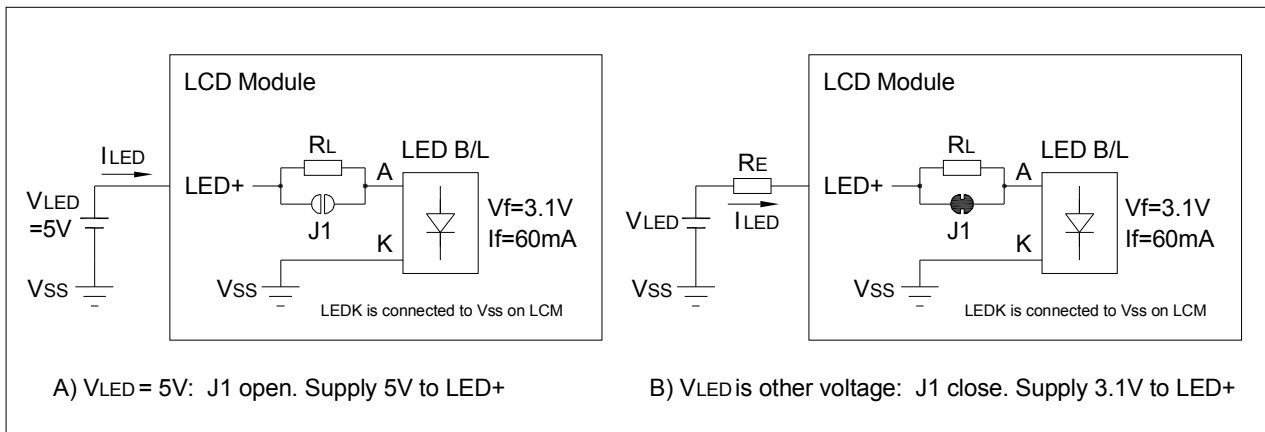 LCD Module
ILED
VLED
=5V
VSS
LED+
RL
J1
A
K
LED B/L
Vf=3.1V
If=60mA
VSS
LEDK is connected to Vss on LCM
A) VLED = 5V: J1 open. Supply 5V to LED+
LCD Module
RE
ILED
VLED
VSS
LED+
RL
J1
A
K
LED B/L
Vf=3.1V
If=60mA
VSS
LEDK is connected to Vss on LCM
B) VLED is other voltage: J1 close. Supply 3.1V to LED+